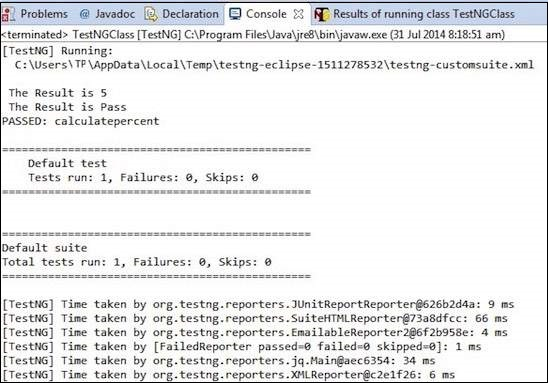 Problems @ Javadoc Declaration Console Results of running class TestNGClass
<terminated> TestNGClass [TestNG] C:\Program Files\Java\jre8\bin\javaw.exe (31 Jul 2014 8:18:51 am)
[TestNG] Running:
C:\Users\TP\AppData\Local\Temp\testng-eclipse-1511278532\testng-customsuite.xml
The Result is 5
The Result is Pass
PASSED: calculatepercent
===============================================
Default test
Tests run: 1, Failures: 0, Skips: 0
===============================================
===============================================
Default suite
Total tests run: 1, Failures: 0, Skips: 0
===============================================
[TestNG] Time taken by org.testng.reporters.JUnitReportReporter@626b2d4a: 9 ms
[TestNG] Time taken by org.testng.reporters.SuiteHTMLReporter@73a8dfcc: 66 ms
[TestNG] Time taken by org.testng.reporters.EmailableReporter2@6f2b958e: 4 ms
[TestNG] Time taken by [FailedReporter passed=0 failed=0 skipped=0]: 1 ms
[TestNG] Time taken by org.testng.reporters.jq.Main@aec6354: 34 ms
[TestNG] Time taken by org.testng.reporters.XMLReporter@c2e1f26: 6 ms